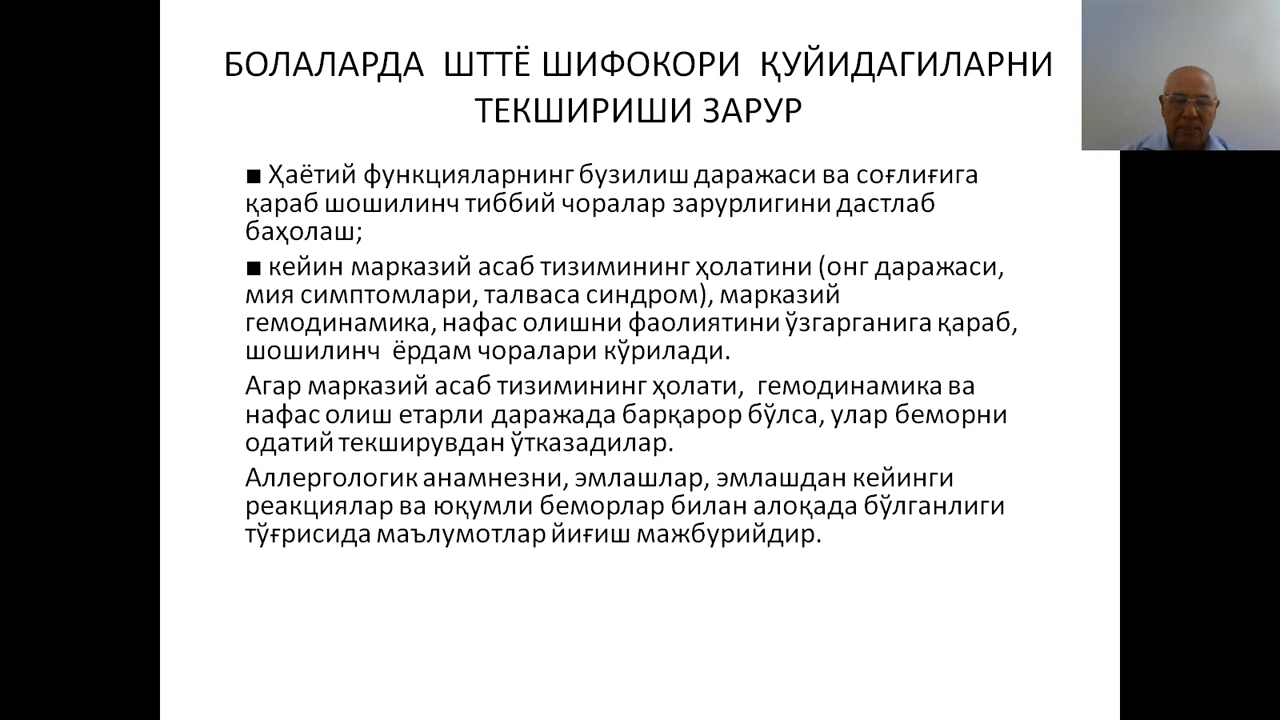 БОЛАЛАРДА ШТТЁ ШИФОКОРИ ҚУЙИДАГИЛАРНИ
ТЕКШИРИШИ ЗАРУР
■ Ҳаётий функцияларнинг бузилиш даражаси ва соғлиғига
қараб шошилинч тиббий чоралар зарурлигини дастлаб
баҳолаш;
■ кейин марказий асаб тизимининг ҳолатини (онг даражаси,
мия симптомлари, талваса синдром), марказий
гемодинамика, нафас олишни фаолиятини ўзгарганига қараб,
шошилинч ёрдам чоралари кўрилади.
Агар марказий асаб тизимининг ҳолати, гемодинамика ва
нафас олиш етарли даражада барқарор бўлса, улар беморни
одатий текширувдан ўтказадилар.
Аллергологик анамнезни, эмлашлар, эмлашдан кейинги
реакциялар ва юқумли беморлар билан алоқада бўлганлиги
тўғрисида маълумотлар йиғиш мажбурийдир.